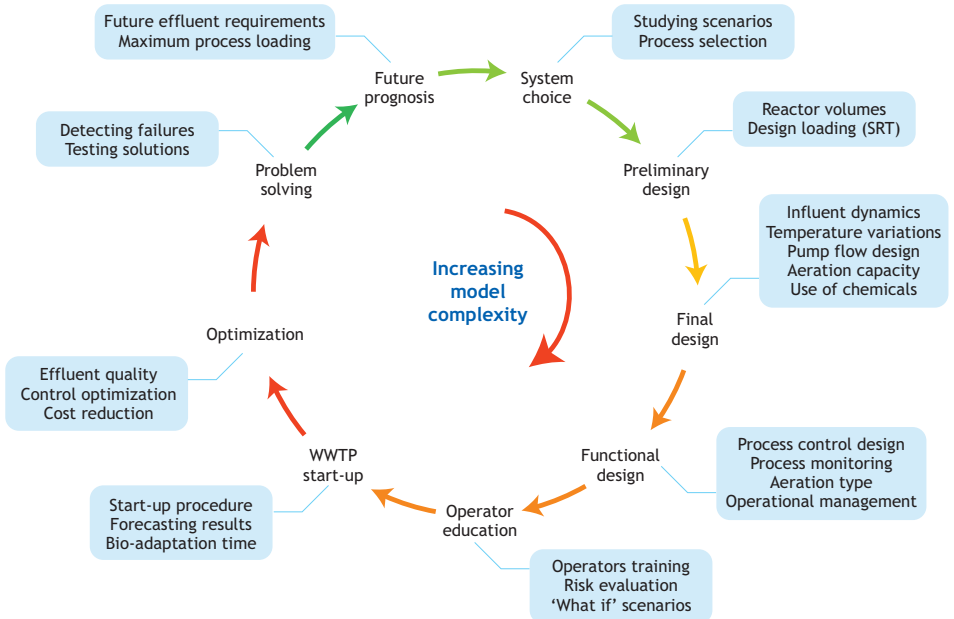 Future effluent requirements
Maximum process loading
Studying scenarios
Process selection
Future
prognosis
System
choice
Reactor volumes
Design loading (SRT)
Detecting failures
Testing solutions
Problem
solving
Preliminary
design
Influent dynamics
Temperature variations
Pump flow design
Aeration capacity
Use of chemicals
Increasing
model
complexity
Final
design
Optimization
Effluent quality
Control optimization
Cost reduction
WWTP
start-up
Functional
design
Process control design
Process monitoring
Aeration type
Operational management
Start-up procedure
Forecasting results
Bio-adaptation time
Operator
education
Operators training
Risk evaluation
‘What if’ scenarios